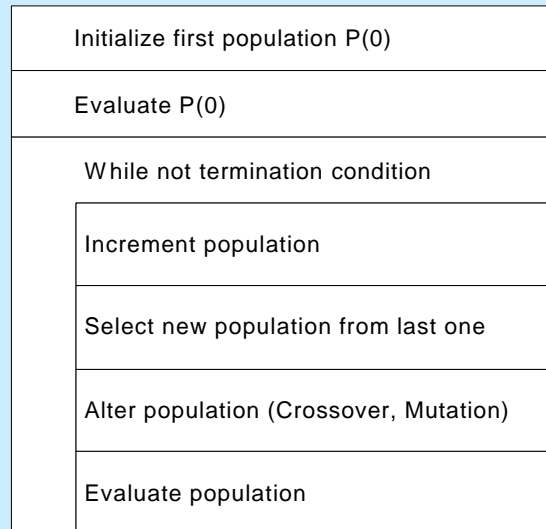 Initialize first population P(0)
Evaluate P(0)
While not termination condition
Increment population
Select new population from last one
Alter population (Crossover, Mutation)
Evaluate population